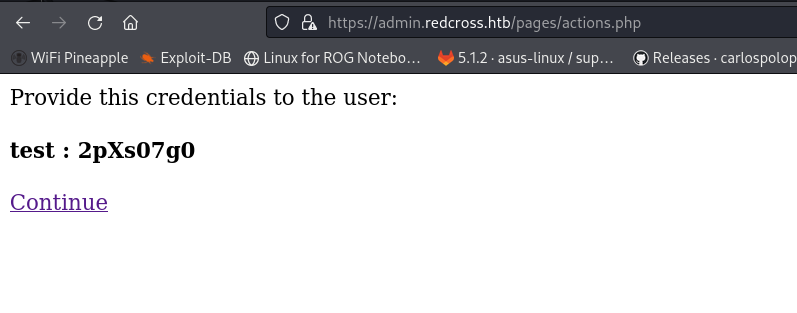 https://admin.redcross.htb/pages/actions.php
WiFi Pineapple Exploit-DB Linux for ROG Notebo… 5.1.2 · asus-linux / sup… Releases · carlospolop
Provide this credentials to the user:
test : 2pXs07g0
Continue